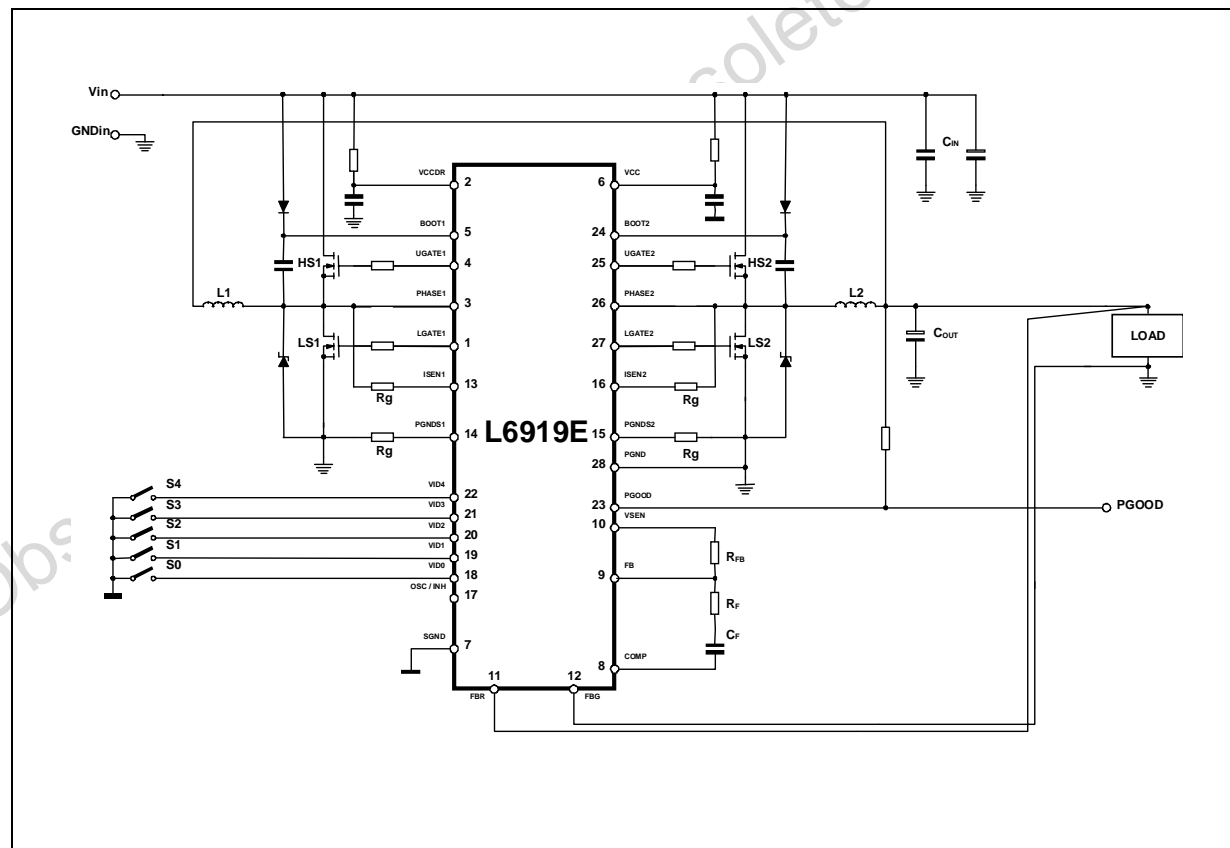 solete
Vin
GNDin
CIN
VCCDR
2
6
VCC
BOOT1
5
24
BOOT2
HS1
UGATE1
4
25
UGATE2
HS2
L1
PHASE1
3
26
PHASE2
L2
LS1
LGATE1
1
27
LGATE2
LS2
COUT
LOAD
ISEN1
13
16
ISEN2
Rg
Rg
L6919E
PGNDS1
14
15
PGNDS2
Rg
Rg
28
PGND
S4
VID4
22
23
PGOOD
PGOOD
S3
VID3
21
10
VSEN
S2
VID2
20
RFB
S1
VID1
19
S0
VID0
18
9
FB
OSC / INH
17
RF
CF
SGND
7
8
COMP
11
12
FBR
FBG
obs